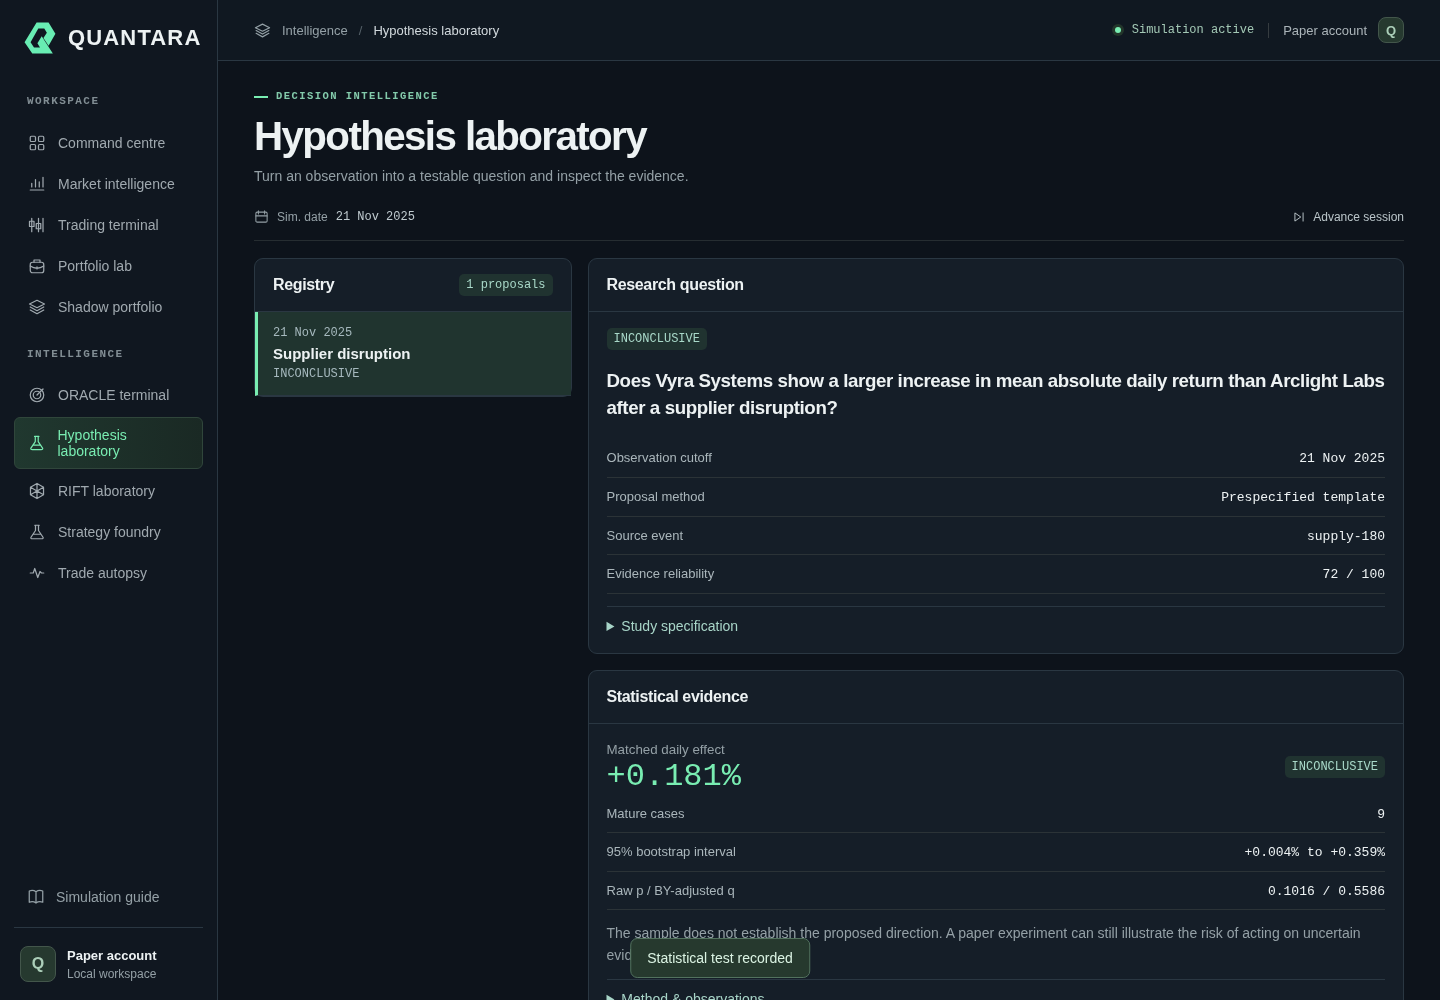 QUANTARA
WORKSPACE
Command centre
Market intelligence
Trading terminal
Portfolio lab
Shadow portfolio
INTELLIGENCE
ORACLE terminal
Hypothesis
laboratory
RIFT laboratory
Strategy foundry
Trade autopsy
Simulation guide
Q
Paper account
Local workspace
Intelligence / Hypothesis laboratory
Simulation active
Paper account
Q
DECISION INTELLIGENCE
Hypothesis laboratory
Turn an observation into a testable question and inspect the evidence.
Sim. date 21 Nov 2025
Advance session
Registry
1 proposals
21 Nov 2025
Supplier disruption
INCONCLUSIVE
Research question
INCONCLUSIVE
Does Vyra Systems show a larger increase in mean absolute daily return than Arclight Labs
after a supplier disruption?
Observation cutoff 21 Nov 2025
Proposal method Prespecified template
Source event supply-180
Evidence reliability 72 / 100
Study specification
Statistical evidence
Matched daily effect
+0.181%
INCONCLUSIVE
Mature cases 9
95% bootstrap interval +0.004% to +0.359%
Raw p / BY-adjusted q 0.1016 / 0.5586
The sample does not establish the proposed direction. A paper experiment can still illustrate the risk of acting on uncertain
Statistical test recorded
Method & observations